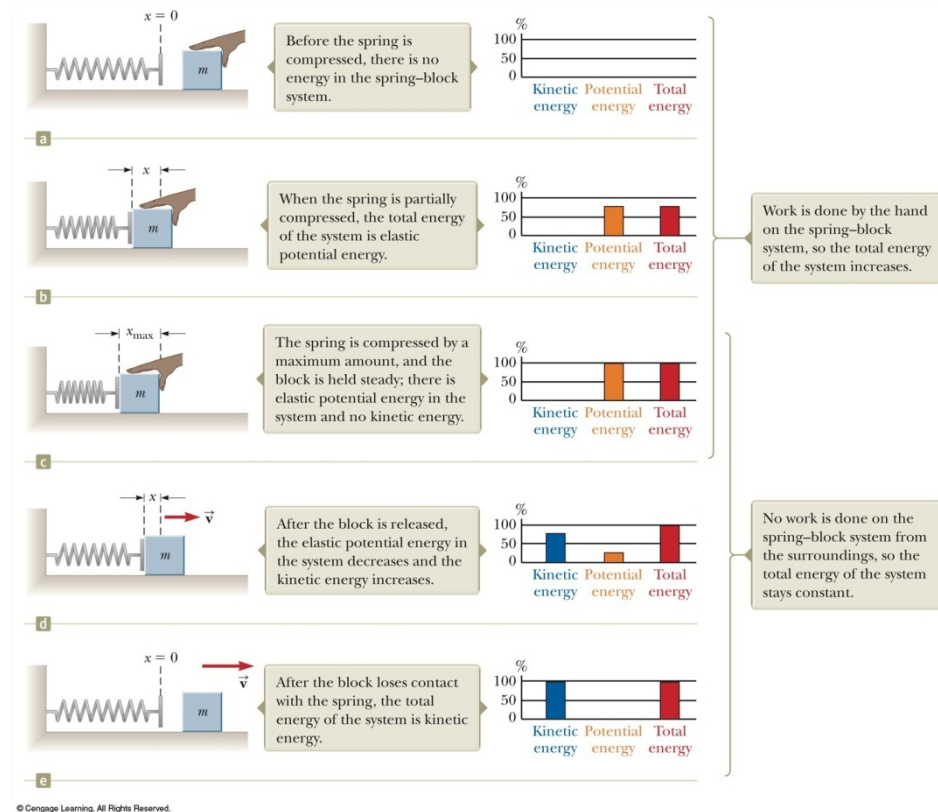 x = 0
m
Before the spring is
compressed, there is no
energy in the spring–block
system.
%
100
50
0
Kinetic Potential Total
energy energy energy
a
x
m
When the spring is partially
compressed, the total energy
of the system is elastic
potential energy.
%
100
50
0
Kinetic Potential Total
energy energy energy
b
Work is done by the hand
on the spring–block
system, so the total energy
of the system increases.
xmax
m
The spring is compressed by a
maximum amount, and the
block is held steady; there is
elastic potential energy in the
system and no kinetic energy.
%
100
50
0
Kinetic Potential Total
energy energy energy
c
x
v⃗
m
After the block is released,
the elastic potential energy in
the system decreases and the
kinetic energy increases.
%
100
50
0
Kinetic Potential Total
energy energy energy
d
No work is done on the
spring–block system from
the surroundings, so the
total energy of the system
stays constant.
x = 0
v⃗
m
After the block loses contact
with the spring, the total
energy of the system is kinetic
energy.
%
100
50
0
Kinetic Potential Total
energy energy energy
e
© Cengage Learning. All Rights Reserved.